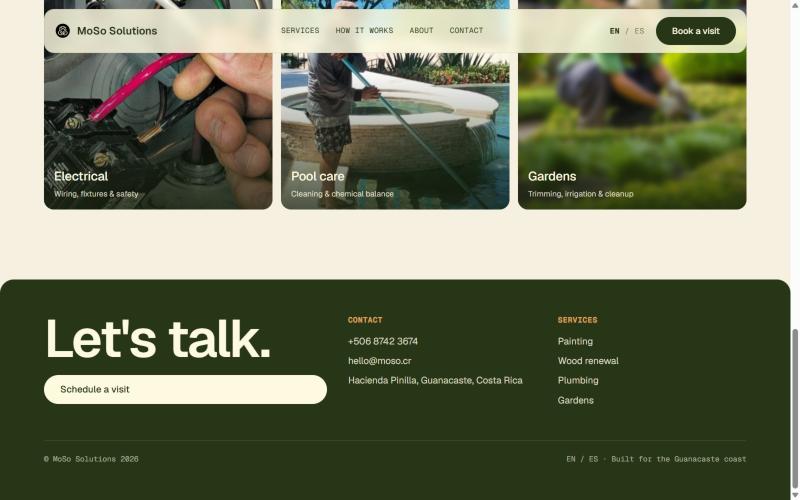 MoSo Solutions
SERVICES HOW IT WORKS ABOUT CONTACT
EN / ES
Book a visit
Electrical
Wiring, fixtures & safety
Pool care
Cleaning & chemical balance
Gardens
Trimming, irrigation & cleanup
Let's talk.
Schedule a visit
CONTACT
+506 8742 3674
hello@moso.cr
Hacienda Pinilla, Guanacaste, Costa Rica
SERVICES
Painting
Wood renewal
Plumbing
Gardens
© MoSo Solutions 2026
EN / ES · Built for the Guanacaste coast